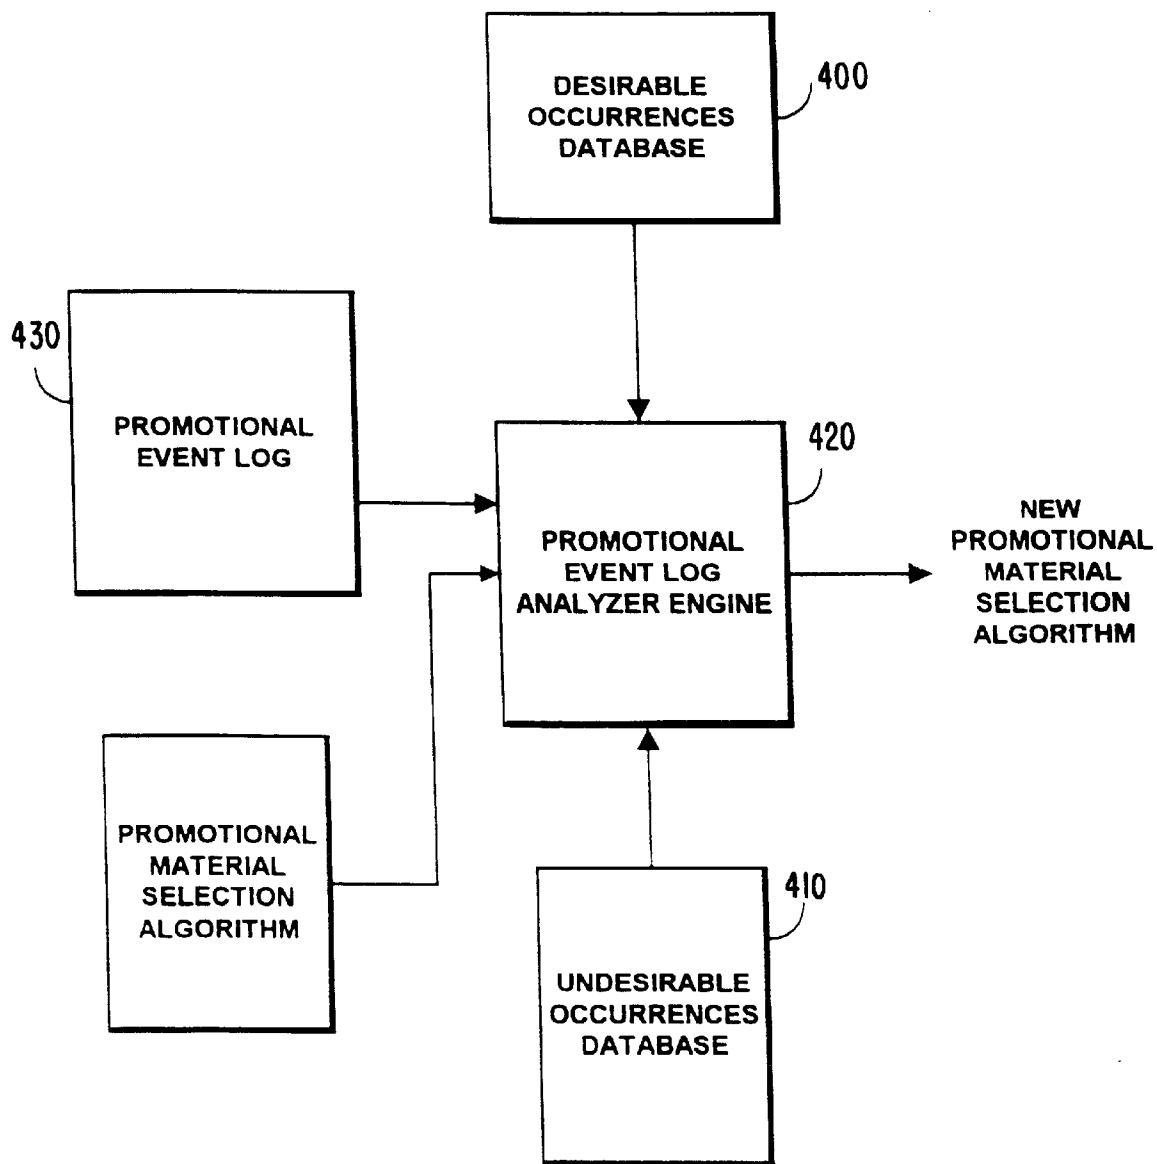 DESIRABLE
OCCURRENCES
DATABASE
400
430
PROMOTIONAL
EVENT LOG
420
PROMOTIONAL
EVENT LOG
ANALYZER ENGINE
NEW
PROMOTIONAL
MATERIAL
SELECTION
ALGORITHM
PROMOTIONAL
MATERIAL
SELECTION
ALGORITHM
410
UNDESIRABLE
OCCURRENCES
DATABASE